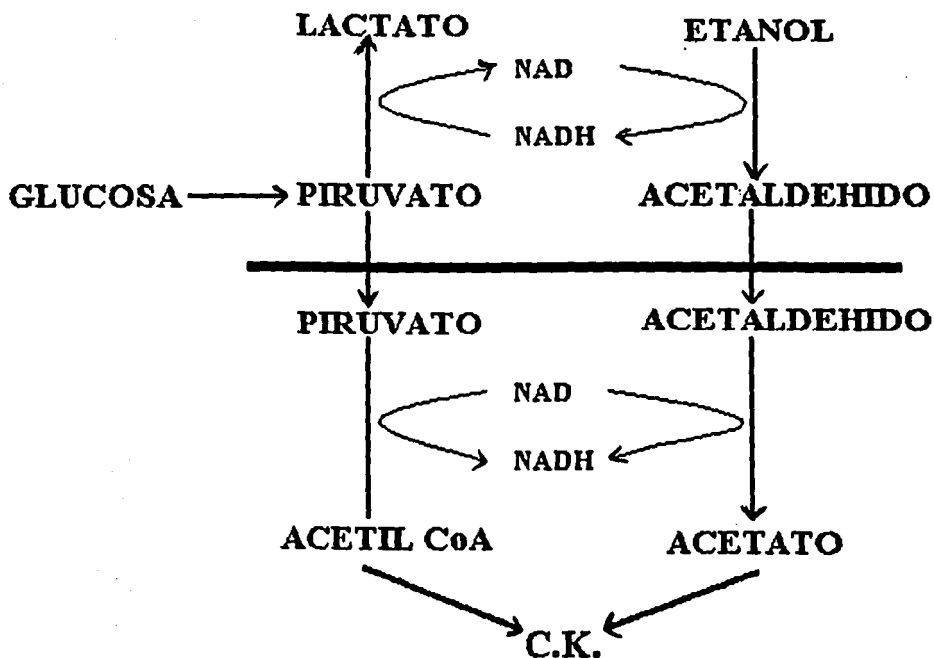 LACTATO ETANOL
NAD
NADH
GLUCOSA PIRUVATO ACETALDEHIDO
PIRUVATO ACETALDEHIDO
NAD
NADH
ACETIL CoA ACETATO
C.K.